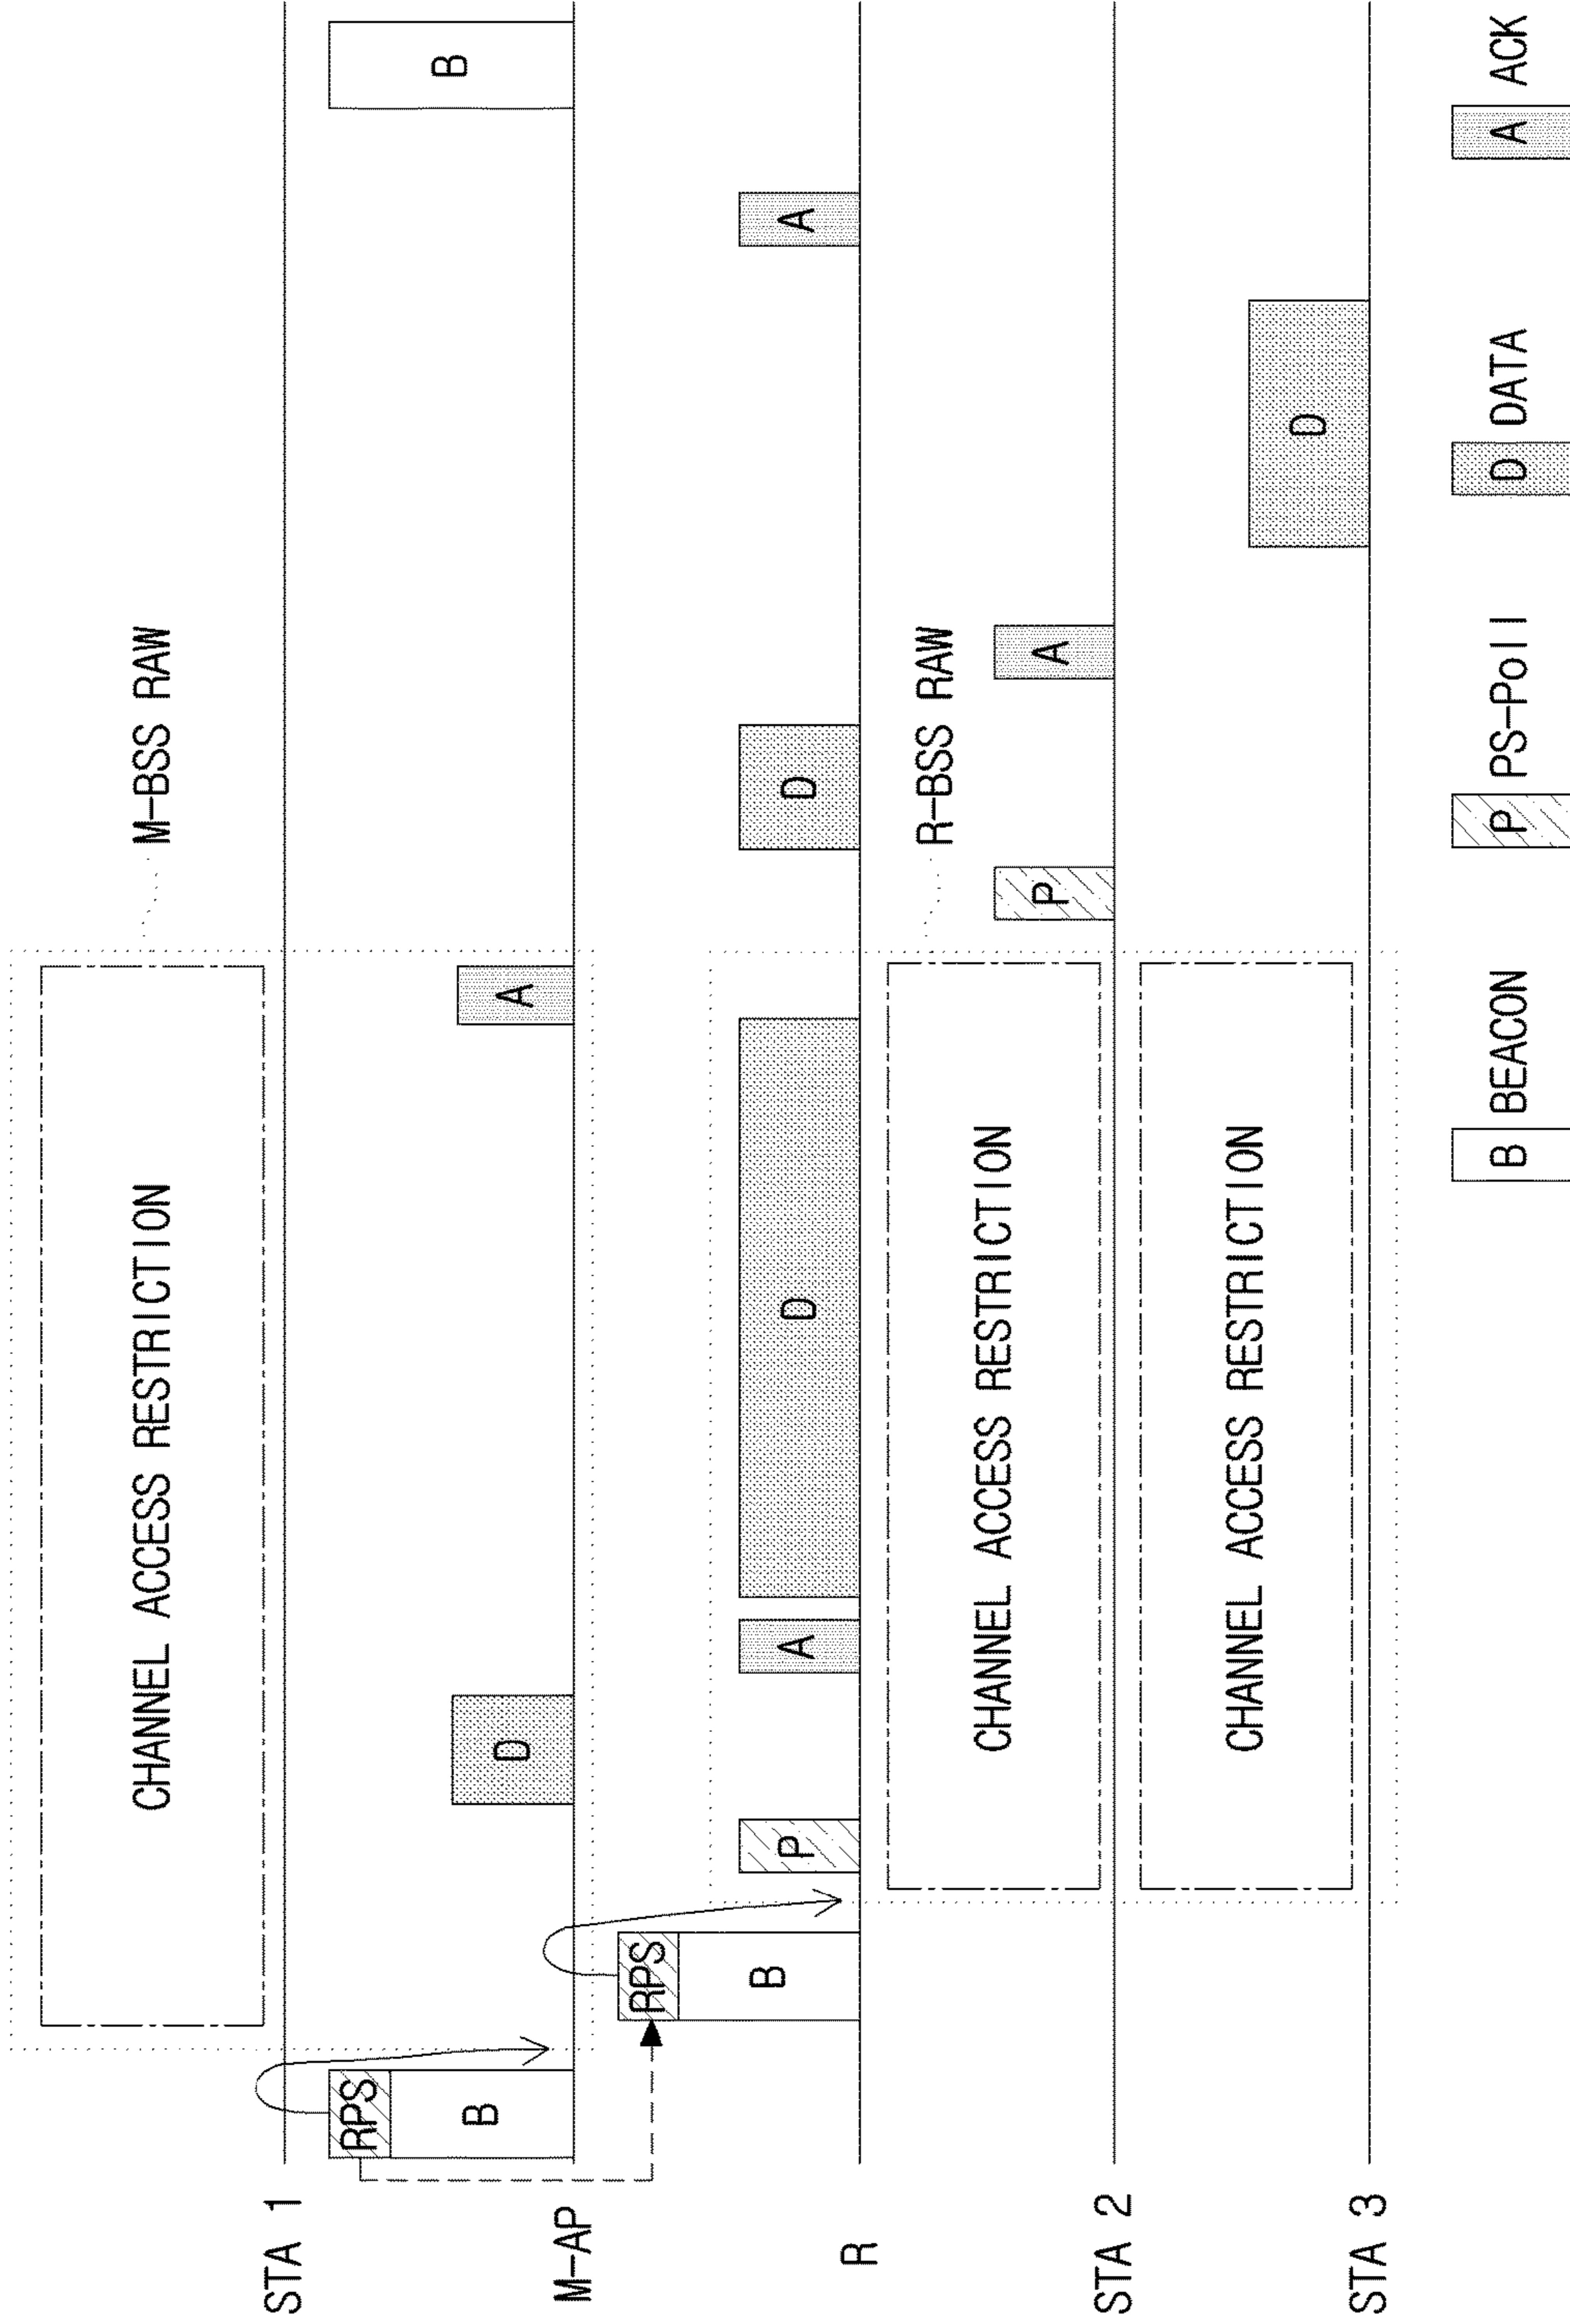 CHANNEL ACCESS RESTRICTION
M-BSS RAW
STA 1
RPS
B
D
A
B
M-AP
RPS
B
P
A
D
D
A
R
R-BSS RAW
CHANNEL ACCESS RESTRICTION
P
A
STA 2
CHANNEL ACCESS RESTRICTION
D
STA 3
B BEACON
P PS-Poll
D DATA
A ACK